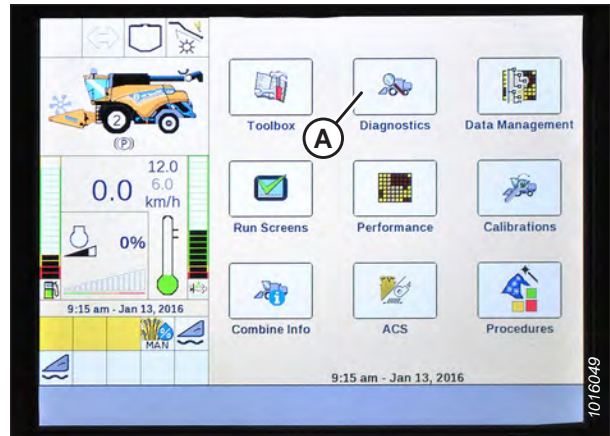 2
(P)
12.0
0.0 6.0
km/h
0%
9:15 am - Jan 13, 2016
MAN
%
Toolbox
Diagnostics
Data Management
A
Run Screens
Performance
Calibrations
Combine Info
ACS
Procedures
9:15 am - Jan 13, 2016
1016049